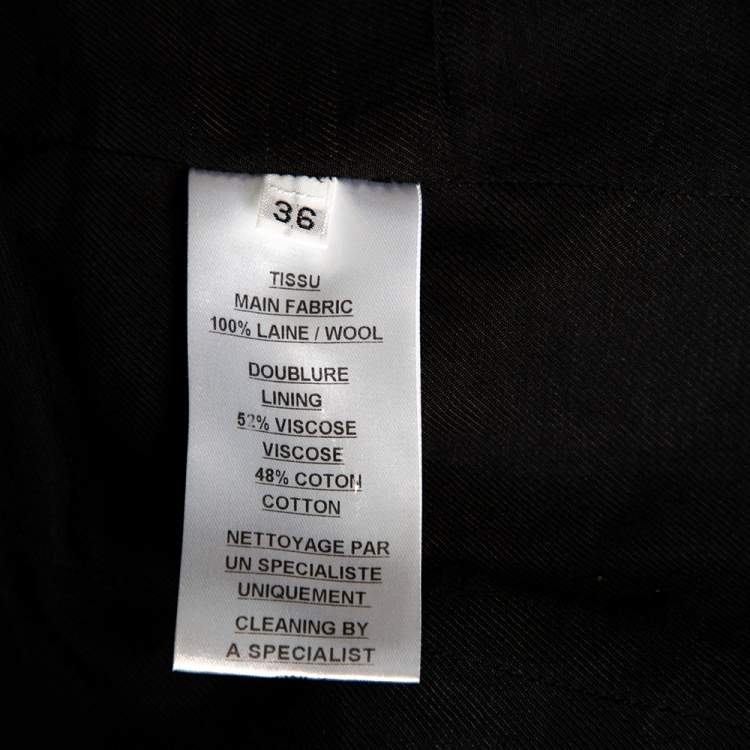 36
TISSU
MAIN FABRIC
100% LAINE / WOOL
DOUBLURE
LINING
52% VISCOSE
VISCOSE
48% COTON
COTTON
NETTOYAGE PAR
UN SPECIALISTE
UNIQUEMENT
CLEANING BY
A SPECIALIST